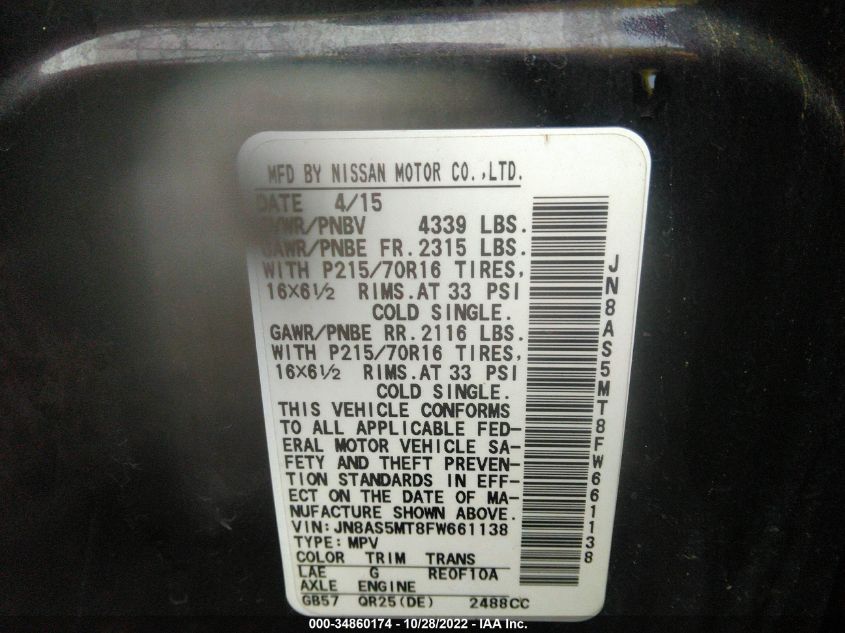 MFD BY NISSAN MOTOR CO.,LTD.
DATE 4/15
GVWR/PNBV 4339 LBS.
GAWR/PNBE FR. 2315 LBS.
WITH P215/70R16 TIRES,
16×6½ RIMS. AT 33 PSI
COLD SINGLE.
GAWR/PNBE RR. 2116 LBS.
WITH P215/70R16 TIRES,
16×6½ RIMS. AT 33 PSI
COLD SINGLE.
THIS VEHICLE CONFORMS
TO ALL APPLICABLE FED-
ERAL MOTOR VEHICLE SA-
FETY AND THEFT PREVEN-
TION STANDARDS IN EFF-
ECT ON THE DATE OF MA-
NUFACTURE SHOWN ABOVE.
VIN:JN8AS5MT8FW661138
TYPE:MPV
COLOR TRIM TRANS
LAE G RE0F10A
AXLE ENGINE
GB57 QR25(DE) 2488CC
JN8AS5MT8FW661138
000-34860174 - 10/28/2022 - IAA Inc.